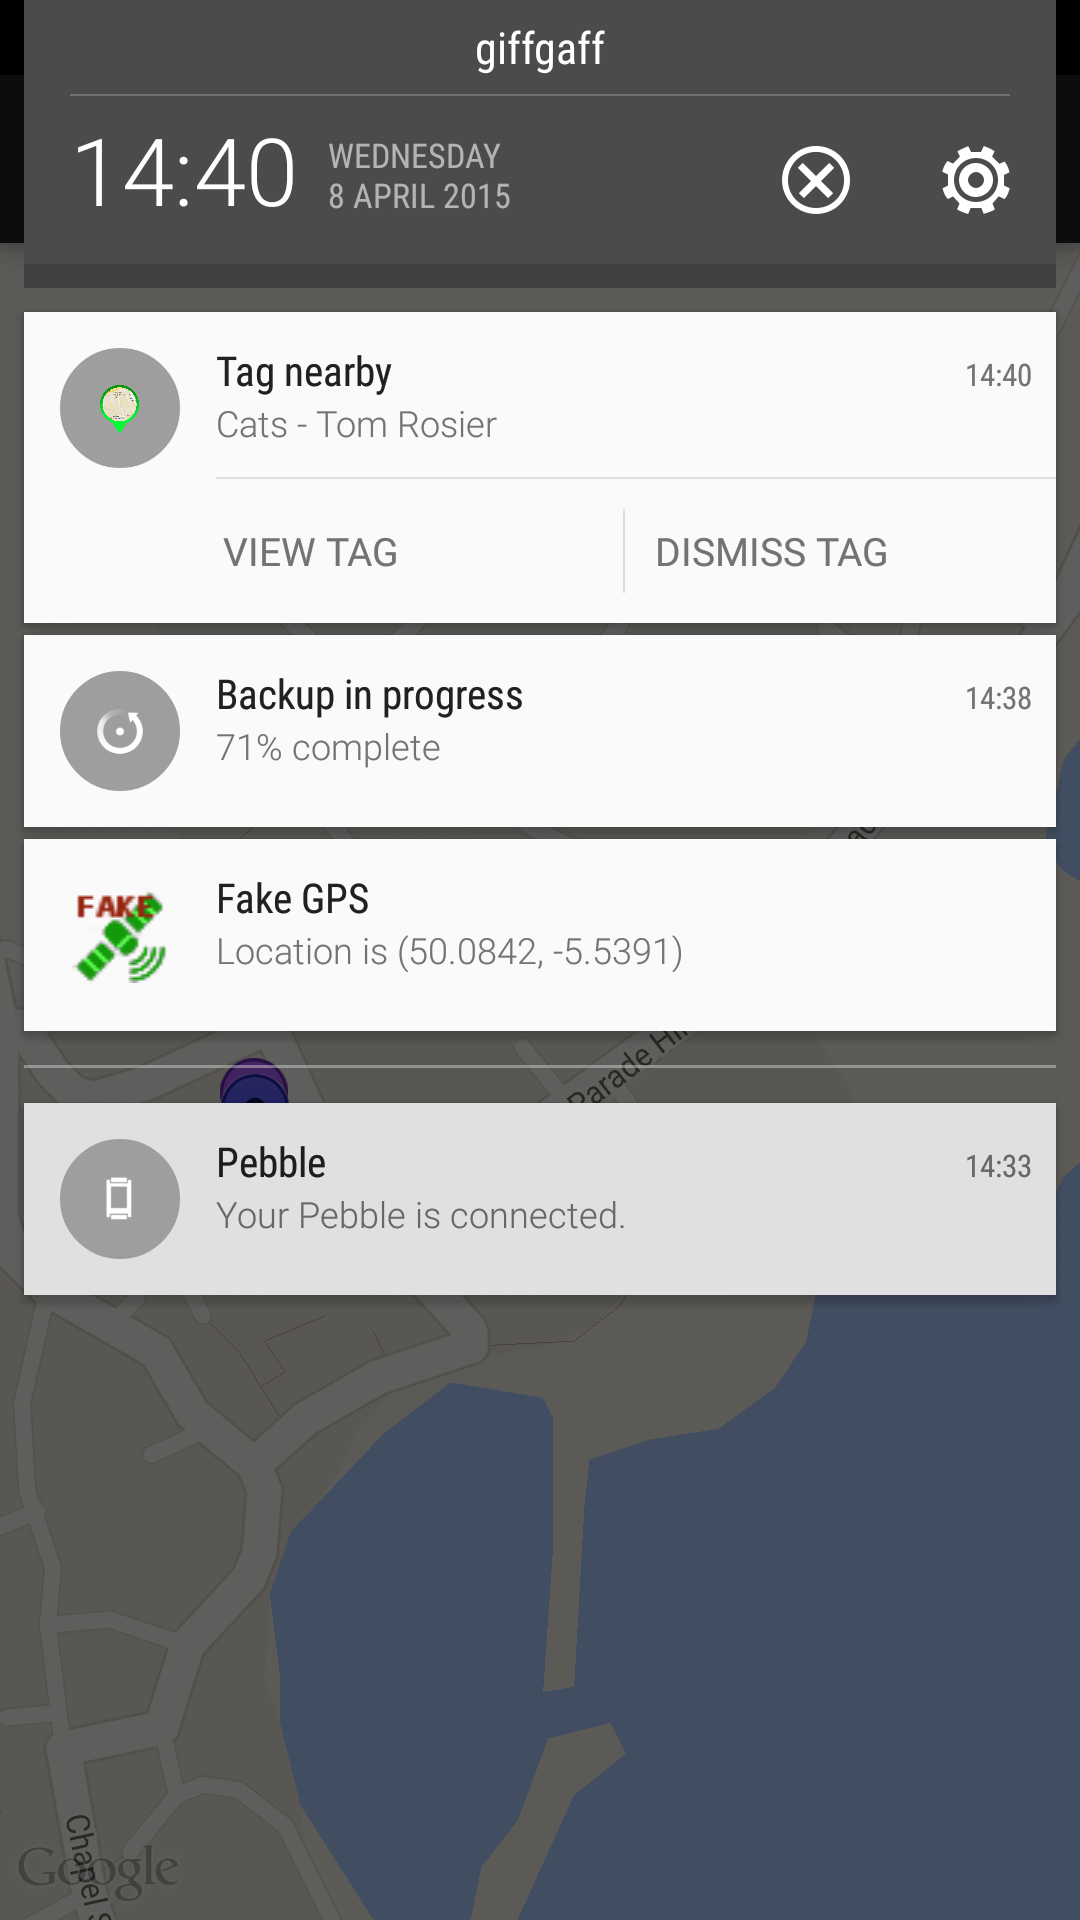 giffgaff
14:40
WEDNESDAY
8 APRIL 2015
Tag nearby
14:40
Cats - Tom Rosier
VIEW TAG
DISMISS TAG
Backup in progress
14:38
71% complete
FAKE
Fake GPS
Location is (50.0842, -5.5391)
Parade Hil
Pebble
14:33
Your Pebble is connected.
Chapel S
Google